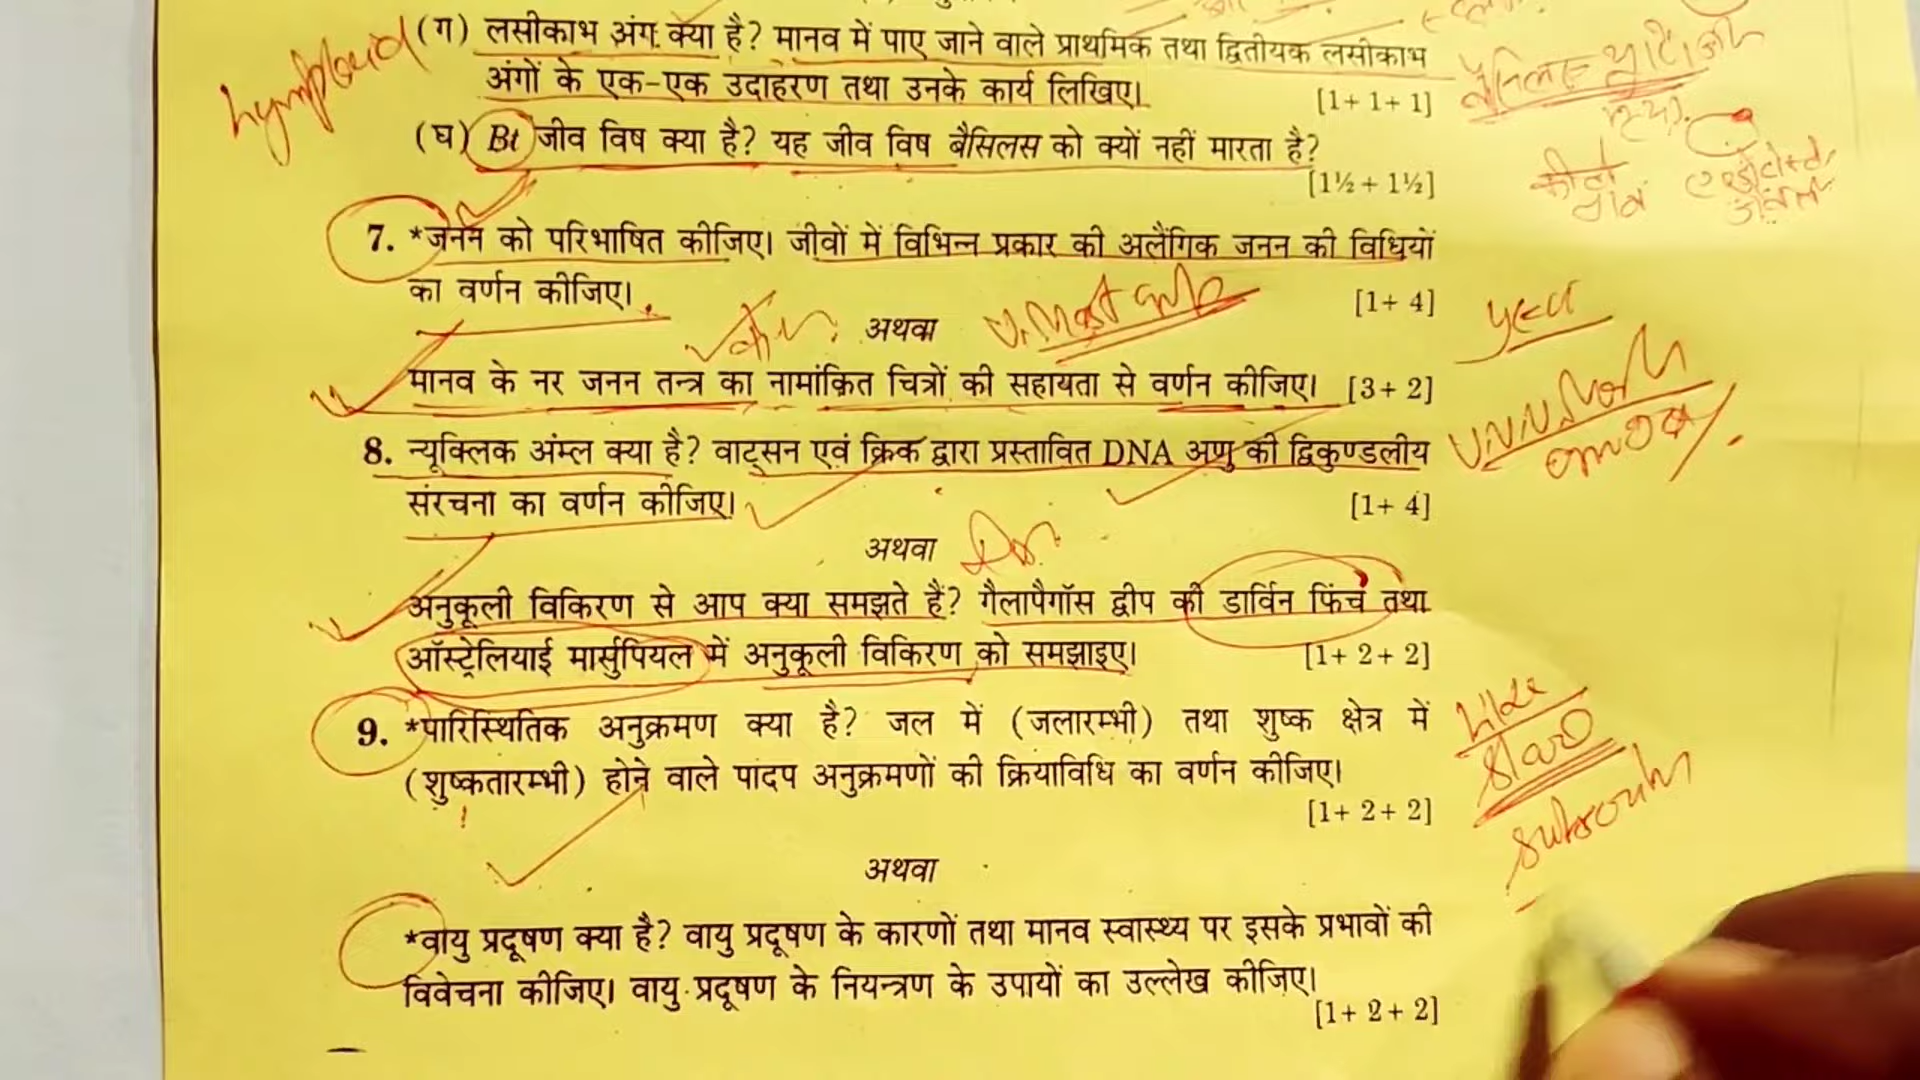 (ग) लसीकाभ अंग क्या है? मानव में पाए जाने वाले प्राथमिक तथा द्वितीयक लसीकाभ
अंगों के एक-एक उदाहरण तथा उनके कार्य लिखिए।
[1+ 1+ 1]
(घ) Bt जीव विष क्या है? यह जीव विष बैसिलस को क्यों नहीं मारता है?
[1½ + 1½]
7. *जनन को परिभाषित कीजिए। जीवों में विभिन्न प्रकार की अलैंगिक जनन की विधियों
का वर्णन कीजिए।
[1+ 4]
अथवा
मानव के नर जनन तन्त्र का नामांकित चित्रों की सहायता से वर्णन कीजिए। [3+ 2]
8. न्यूक्लिक अम्ल क्या है? वाट्सन एवं क्रिक द्वारा प्रस्तावित DNA अणु की द्विकुण्डलीय
संरचना का वर्णन कीजिए।
[1+ 4]
अथवा
अनुकूली विकिरण से आप क्या समझते हैं? गैलापैगॉस द्वीप की डार्विन फिंच तथा
ऑस्ट्रेलियाई मार्सुपियल में अनुकूली विकिरण को समझाइए।
[1+ 2+ 2]
9. *पारिस्थितिक अनुक्रमण क्या है? जल में (जलारम्भी) तथा शुष्क क्षेत्र में
(शुष्कतारम्भी) होने वाले पादप अनुक्रमणों की क्रियाविधि का वर्णन कीजिए।
[1+ 2+ 2]
अथवा
*वायु प्रदूषण क्या है? वायु प्रदूषण के कारणों तथा मानव स्वास्थ्य पर इसके प्रभावों की
विवेचना कीजिए। वायु प्रदूषण के नियन्त्रण के उपायों का उल्लेख कीजिए।
[1+ 2+ 2]